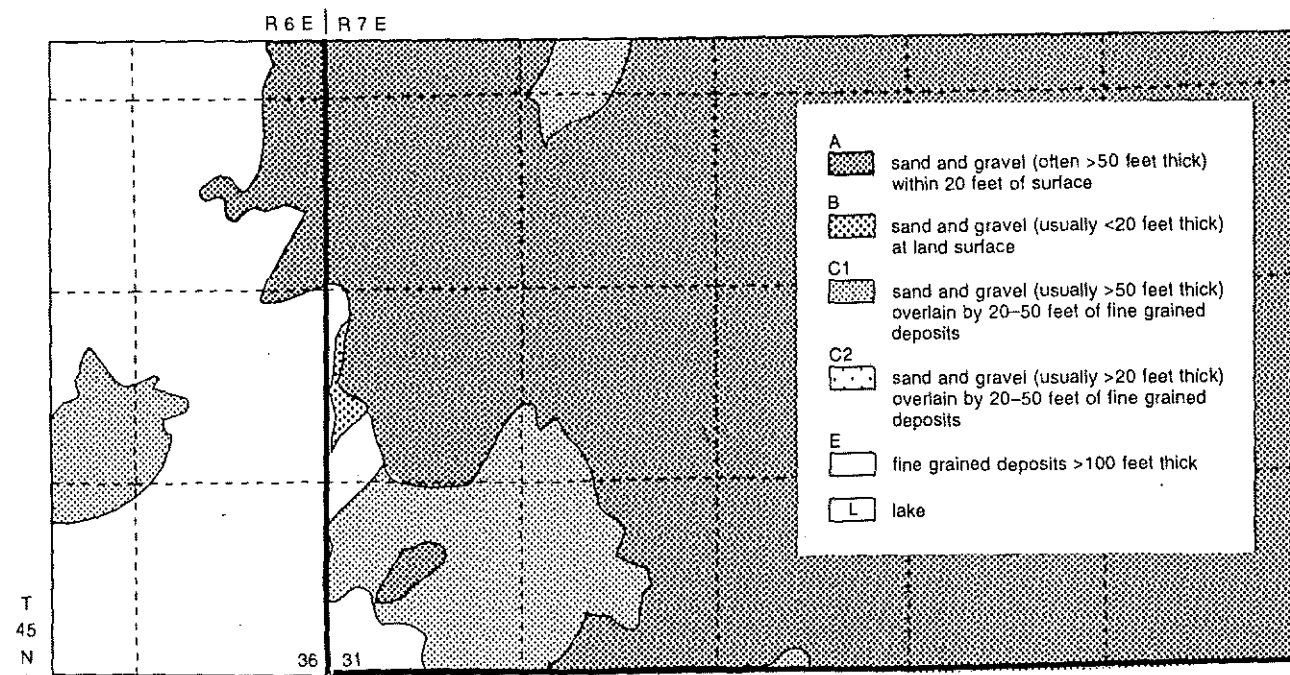 R 6 E R 7 E
A
sand and gravel (often >50 feet thick)
within 20 feet of surface
B
sand and gravel (usually <20 feet thick)
at land surface
C1
sand and gravel (usually >50 feet thick)
overlain by 20–50 feet of fine grained
deposits
C2
sand and gravel (usually >20 feet thick)
overlain by 20–50 feet of fine grained
deposits
E
fine grained deposits >100 feet thick
L lake
T
45
N
36 31